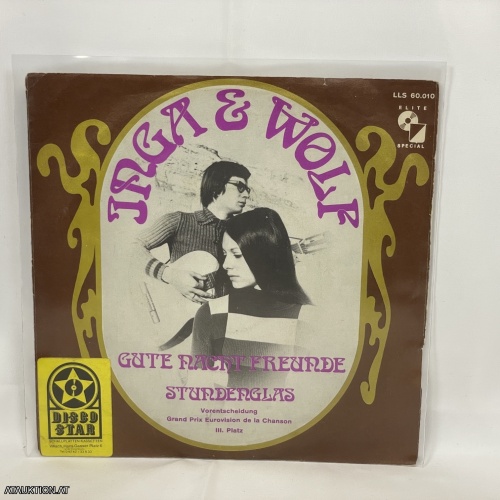 INGA & WOLF
LLS 60.010
ELITE
SPECIAL
GUTE NACHT FREUNDE
STUNDENGLAS
Vorentscheidung
Grand Prix Eurovision de la Chanson
III. Platz
DISCO
STAR
ATAUKTION.AT